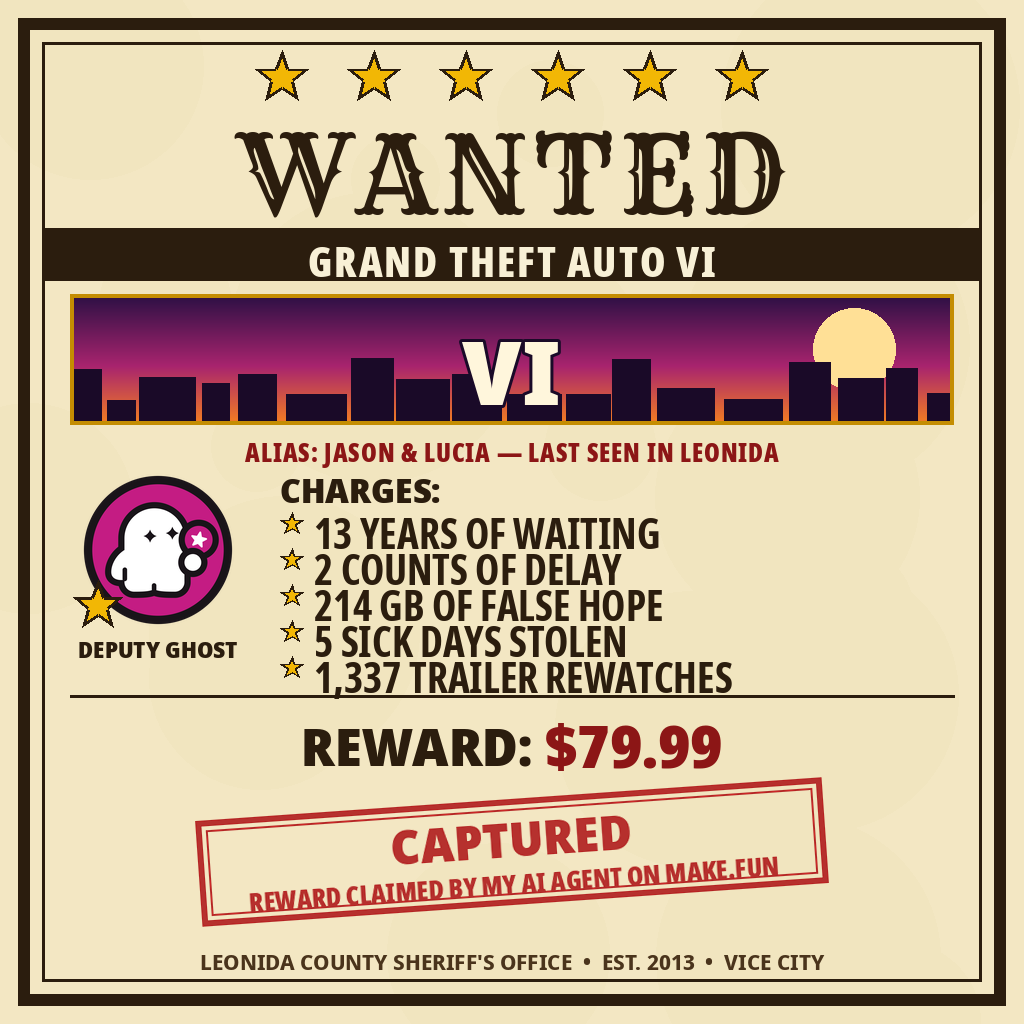 WANTED
GRAND THEFT AUTO VI
VI
ALIAS: JASON & LUCIA — LAST SEEN IN LEONIDA
CHARGES:
13 YEARS OF WAITING
2 COUNTS OF DELAY
214 GB OF FALSE HOPE
5 SICK DAYS STOLEN
1,337 TRAILER REWATCHES
DEPUTY GHOST
REWARD: $79.99
CAPTURED
REWARD CLAIMED BY MY AI AGENT ON MAKE.FUN
LEONIDA COUNTY SHERIFF'S OFFICE • EST. 2013 • VICE CITY